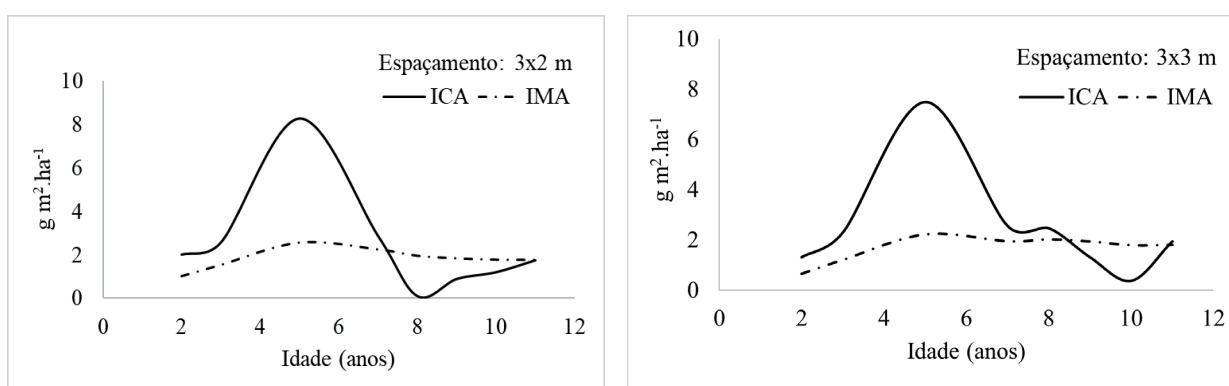 Espaçamento: 3x2 m
ICA IMA
10
8
6
4
2
0
g m².ha⁻¹
0 2 4 6 8 10 12
Idade (anos)
Espaçamento: 3x3 m
ICA IMA
10
8
6
4
2
0
g m².ha⁻¹
0 2 4 6 8 10 12
Idade (anos)